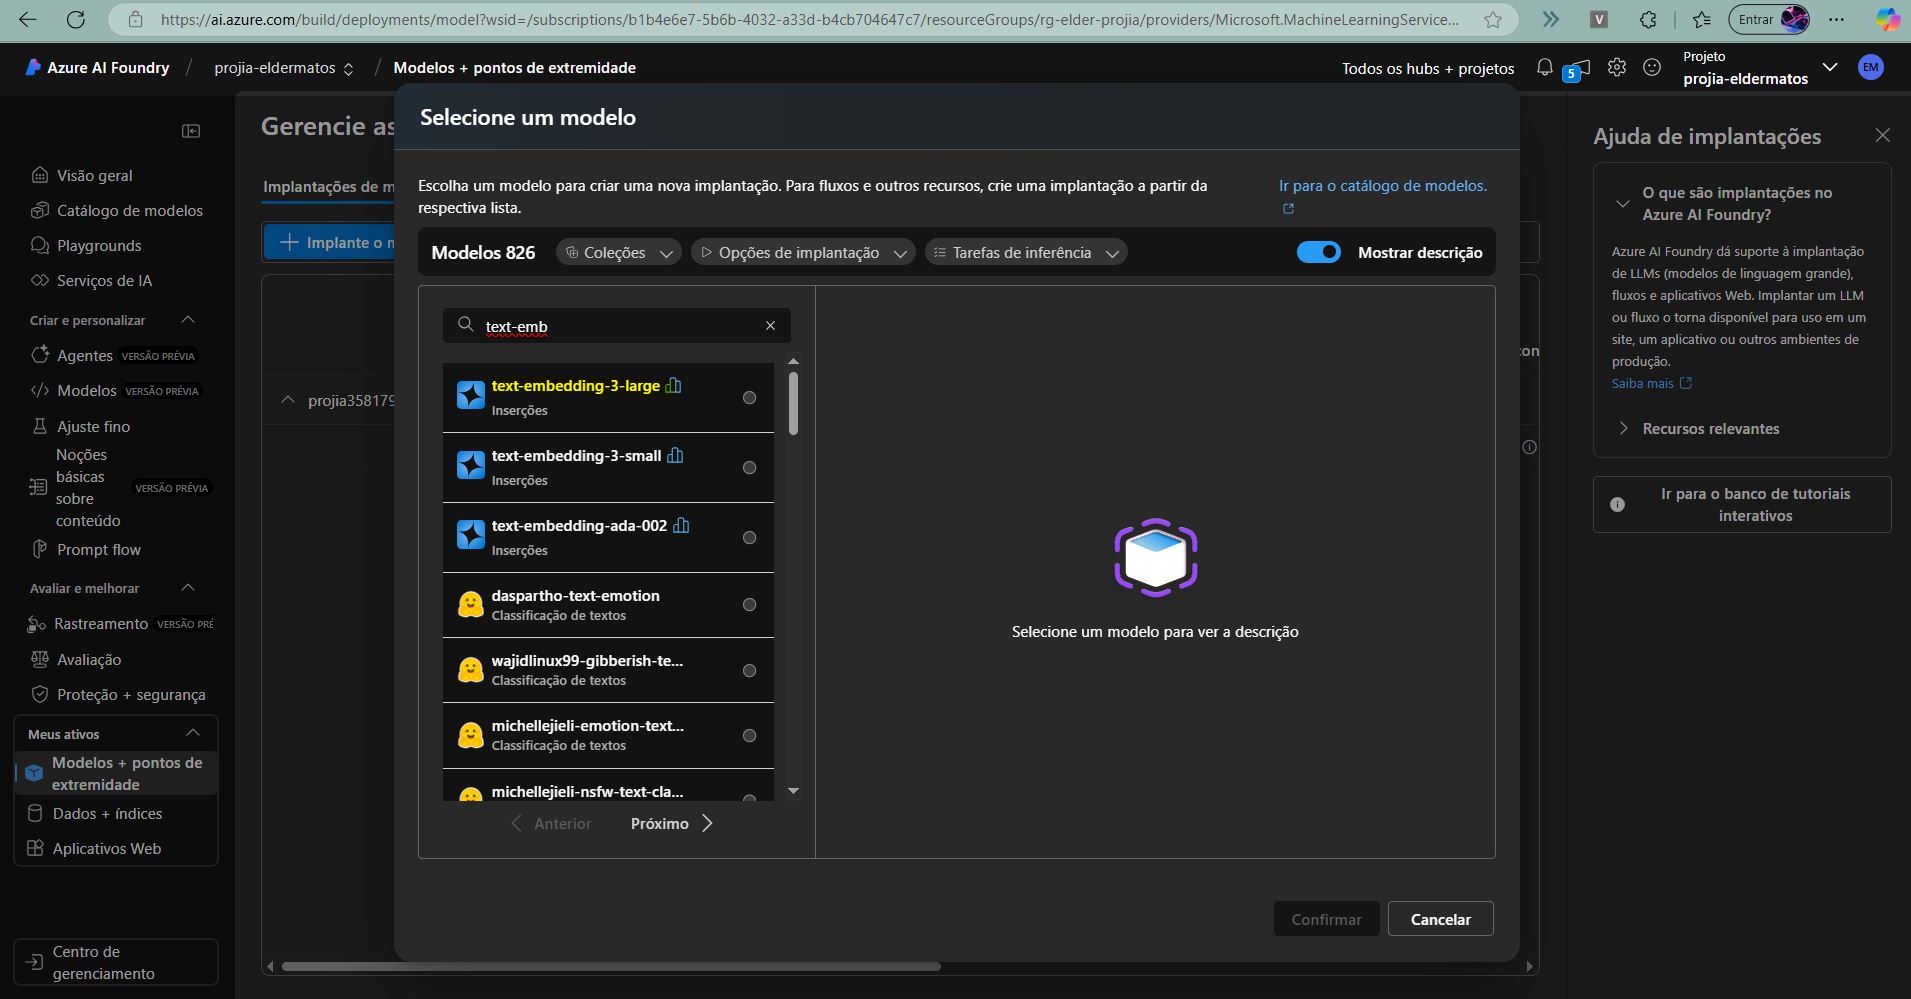 https://ai.azure.com/build/deployments/model?wsid=/subscriptions/b1b4e6e7-5b6b-4032-a33d-b4cb704647c7/resourceGroups/rg-elder-projia/providers/Microsoft.MachineLearningService...
V
Entrar
Azure AI Foundry / projia-eldermatos / Modelos + pontos de extremidade
Todos os hubs + projetos
5
Projeto
projia-eldermatos
EM
Visão geral
Catálogo de modelos
Playgrounds
Serviços de IA
Criar e personalizar
Agentes VERSÃO PRÉVIA
Modelos VERSÃO PRÉVIA
Ajuste fino
Noções
básicas
sobre
conteúdo
VERSÃO PRÉVIA
Prompt flow
Avaliar e melhorar
Rastreamento VERSÃO PRÉ
Avaliação
Proteção + segurança
Meus ativos
Modelos + pontos de
extremidade
Dados + índices
Aplicativos Web
Centro de
gerenciamento
Gerencie as
Implantações de m
Implante o m
projia358179
con
Selecione um modelo
Escolha um modelo para criar uma nova implantação. Para fluxos e outros recursos, crie uma implantação a partir da
respectiva lista.
Ir para o catálogo de modelos.
Modelos 826
Coleções
Opções de implantação
Tarefas de inferência
Mostrar descrição
text-emb
text-embedding-3-large
Inserções
text-embedding-3-small
Inserções
text-embedding-ada-002
Inserções
daspartho-text-emotion
Classificação de textos
wajidlinux99-gibberish-te...
Classificação de textos
michellejieli-emotion-text...
Classificação de textos
michellejieli-nsfw-text-cla...
Anterior
Próximo
Selecione um modelo para ver a descrição
Confirmar
Cancelar
Ajuda de implantações
O que são implantações no
Azure AI Foundry?
Azure AI Foundry dá suporte à implantação
de LLMs (modelos de linguagem grande),
fluxos e aplicativos Web. Implantar um LLM
ou fluxo o torna disponível para uso em um
site, um aplicativo ou outros ambientes de
produção.
Saiba mais
Recursos relevantes
Ir para o banco de tutoriais
interativos